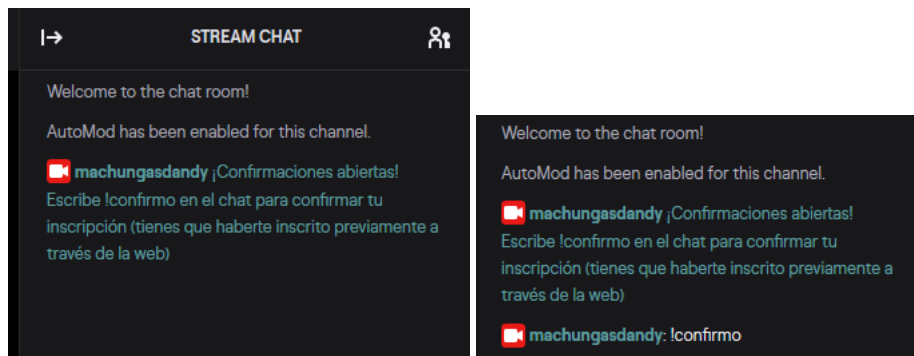 STREAM CHAT
Welcome to the chat room!
AutoMod has been enabled for this channel.
machungasdandy ¡Confirmaciones abiertas!
Escribe !confirmo en el chat para confirmar tu
inscripción (tienes que haberte inscrito previamente a
través de la web)
Welcome to the chat room!
AutoMod has been enabled for this channel.
machungasdandy ¡Confirmaciones abiertas!
Escribe !confirmo en el chat para confirmar tu
inscripción (tienes que haberte inscrito previamente a
través de la web)
machungasdandy: !confirmo